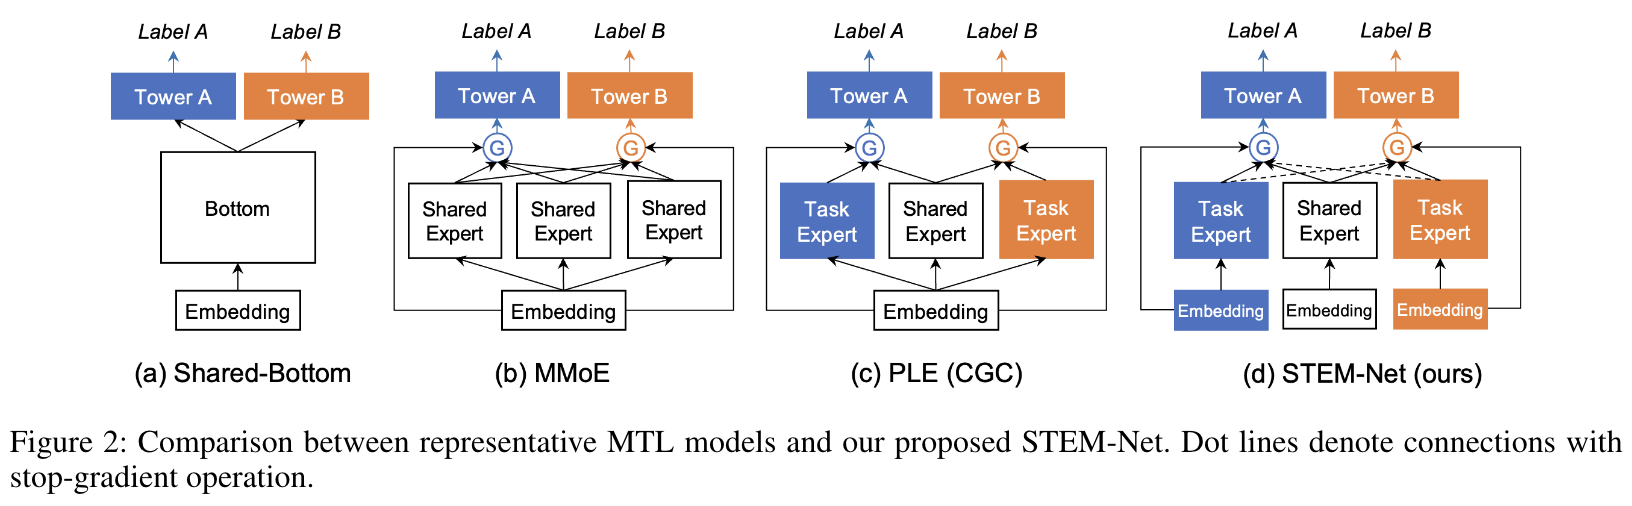 Label A
Label B
Tower A
Tower B
Bottom
Embedding
(a) Shared-Bottom
Label A
Label B
Tower A
Tower B
G
G
Shared
Expert
Shared
Expert
Shared
Expert
Embedding
(b) MMoE
Label A
Label B
Tower A
Tower B
G
G
Task
Expert
Shared
Expert
Task
Expert
Embedding
(c) PLE (CGC)
Label A
Label B
Tower A
Tower B
G
G
Task
Expert
Shared
Expert
Task
Expert
Embedding
Embedding
Embedding
(d) STEM-Net (ours)
Figure 2: Comparison between representative MTL models and our proposed STEM-Net. Dot lines denote connections with
stop-gradient operation.